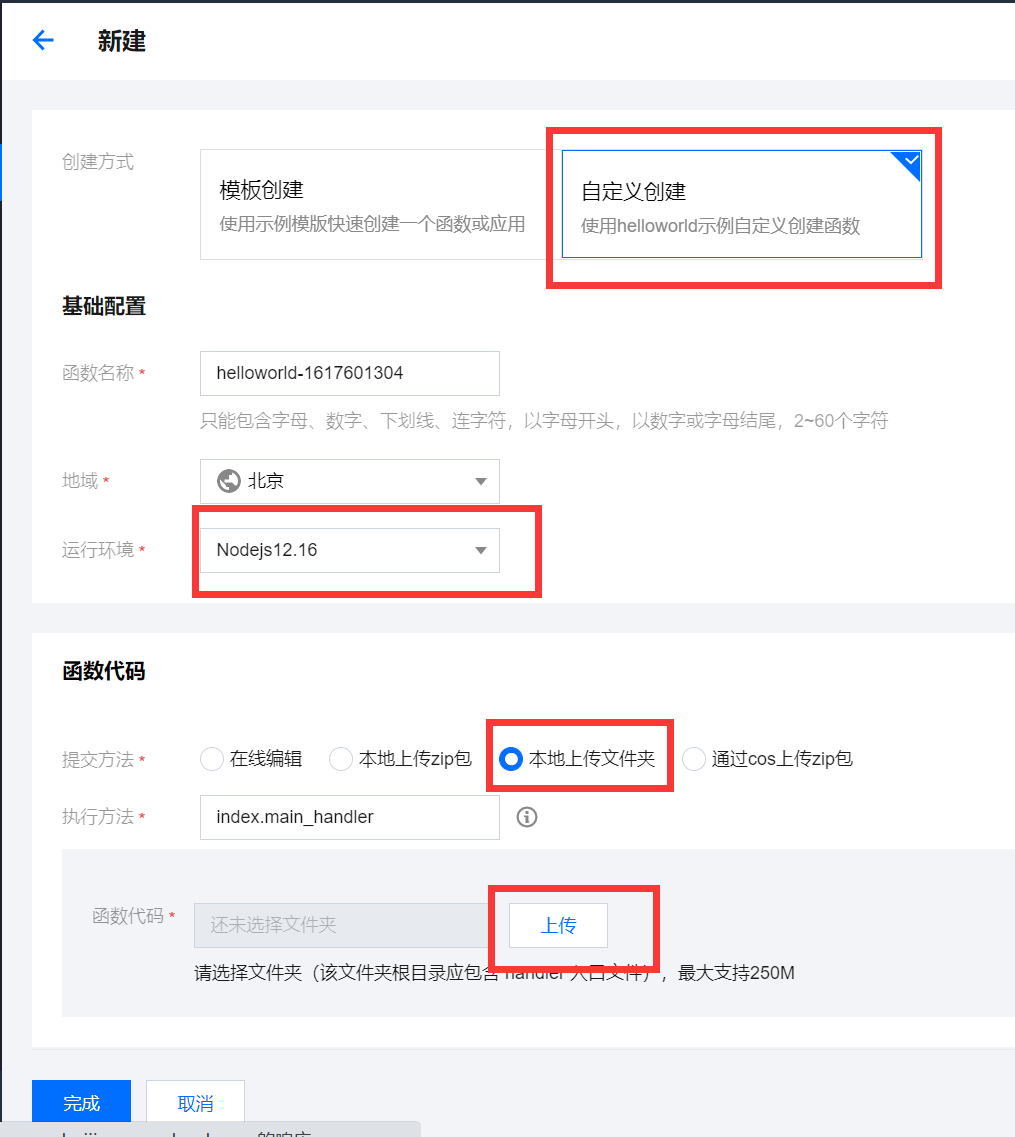 新建
创建方式
模板创建
使用示例模版快速创建一个函数或应用
自定义创建
使用helloworld示例自定义创建函数
基础配置
函数名称 *
helloworld-1617601304
只能包含字母、数字、下划线、连字符，以字母开头，以数字或字母结尾，2~60个字符
地域 *
北京
运行环境 *
Nodejs12.16
函数代码
提交方法 *
在线编辑
本地上传zip包
本地上传文件夹
通过cos上传zip包
执行方法 *
index.main_handler
函数代码 *
还未选择文件夹
上传
请选择文件夹（该文件夹根目录应包含 handler 入口文件），最大支持250M
完成
取消
的响应